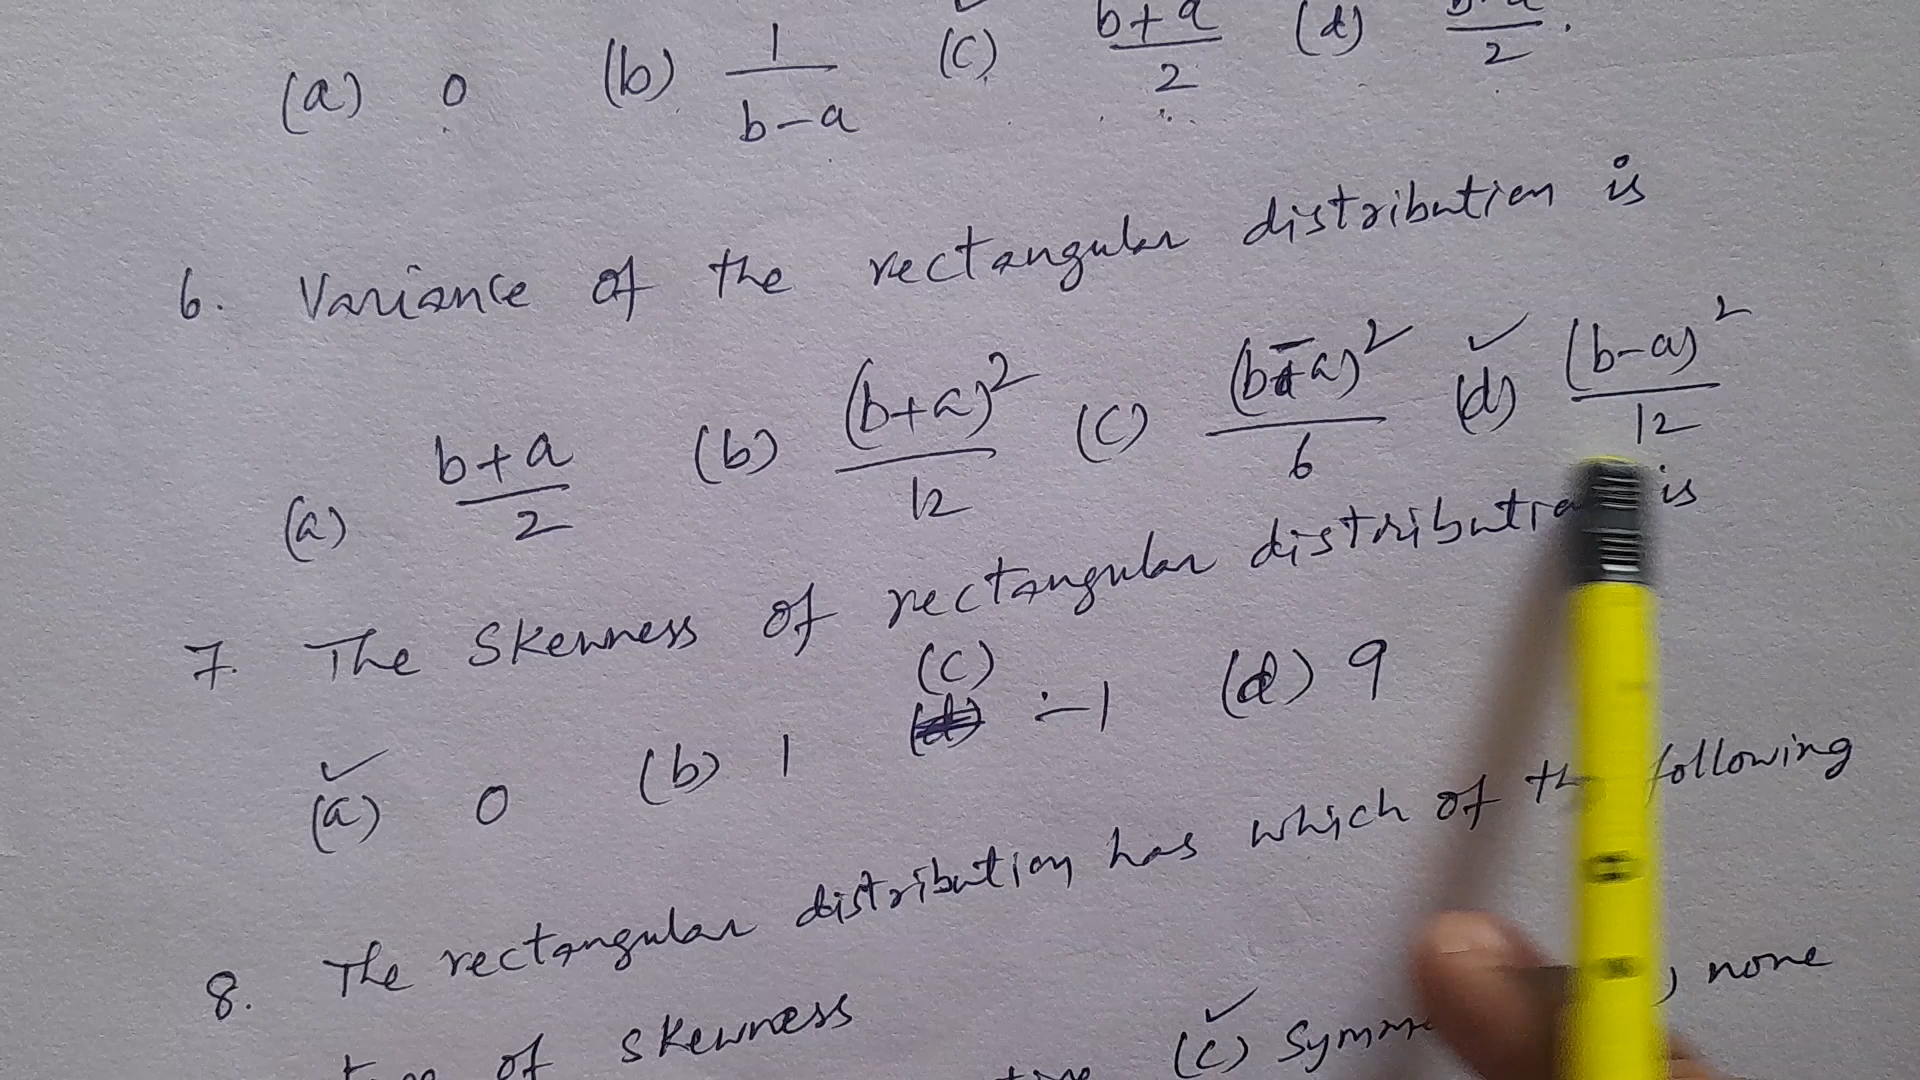 (a) 0 (b) 1/(b-a) (c) (b+a)/2 (d) (b-a)/2.
6. Variance of the rectangular distribution is
(a) (b+a)/2 (b) (b+a)²/12 (c) (b-a)²/6 ✓(d) (b-a)²/12
7. The Skewness of rectangular distribution is
✓(a) 0 (b) 1 (c) -1 (d) 9
8. The rectangular distribution has which of the following
of skewness
✓(c) Symm , none